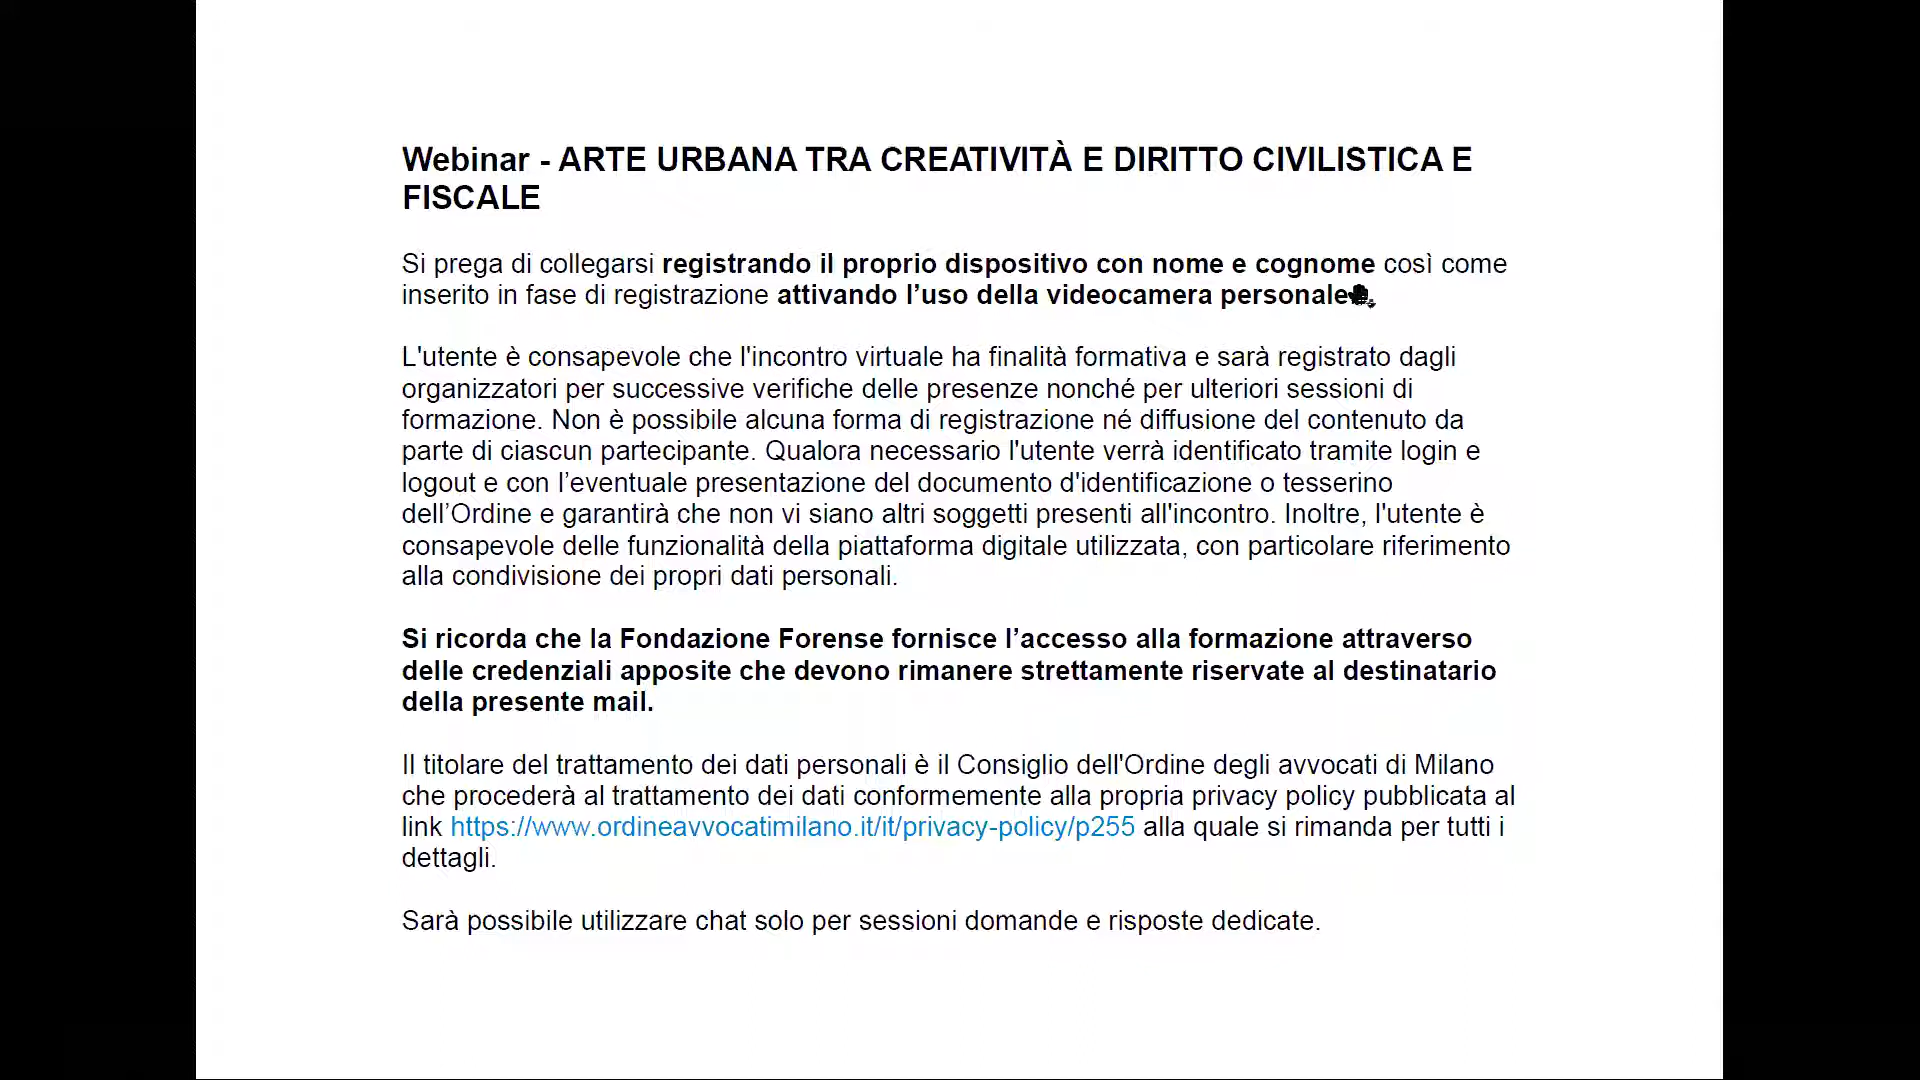 Webinar - ARTE URBANA TRA CREATIVITÀ E DIRITTO CIVILISTICA E
FISCALE
Si prega di collegarsi registrando il proprio dispositivo con nome e cognome così come
inserito in fase di registrazione attivando l’uso della videocamera personale
L'utente è consapevole che l'incontro virtuale ha finalità formativa e sarà registrato dagli
organizzatori per successive verifiche delle presenze nonché per ulteriori sessioni di
formazione. Non è possibile alcuna forma di registrazione né diffusione del contenuto da
parte di ciascun partecipante. Qualora necessario l'utente verrà identificato tramite login e
logout e con l’eventuale presentazione del documento d'identificazione o tesserino
dell’Ordine e garantirà che non vi siano altri soggetti presenti all'incontro. Inoltre, l'utente è
consapevole delle funzionalità della piattaforma digitale utilizzata, con particolare riferimento
alla condivisione dei propri dati personali.
Si ricorda che la Fondazione Forense fornisce l’accesso alla formazione attraverso
delle credenziali apposite che devono rimanere strettamente riservate al destinatario
della presente mail.
Il titolare del trattamento dei dati personali è il Consiglio dell'Ordine degli avvocati di Milano
che procederà al trattamento dei dati conformemente alla propria privacy policy pubblicata al
link https://www.ordineavvocatimilano.it/it/privacy-policy/p255 alla quale si rimanda per tutti i
dettagli.
Sarà possibile utilizzare chat solo per sessioni domande e risposte dedicate.